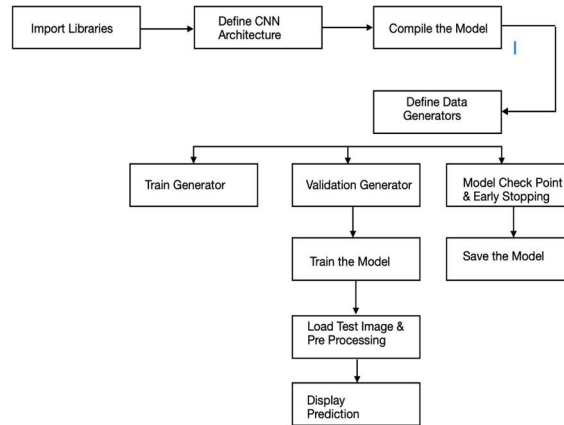 Import Libraries
Define CNN
Architecture
Compile the Model
Define Data
Generators
Train Generator
Validation Generator
Model Check Point
& Early Stopping
Train the Model
Save the Model
Load Test Image &
Pre Processing
Display
Prediction